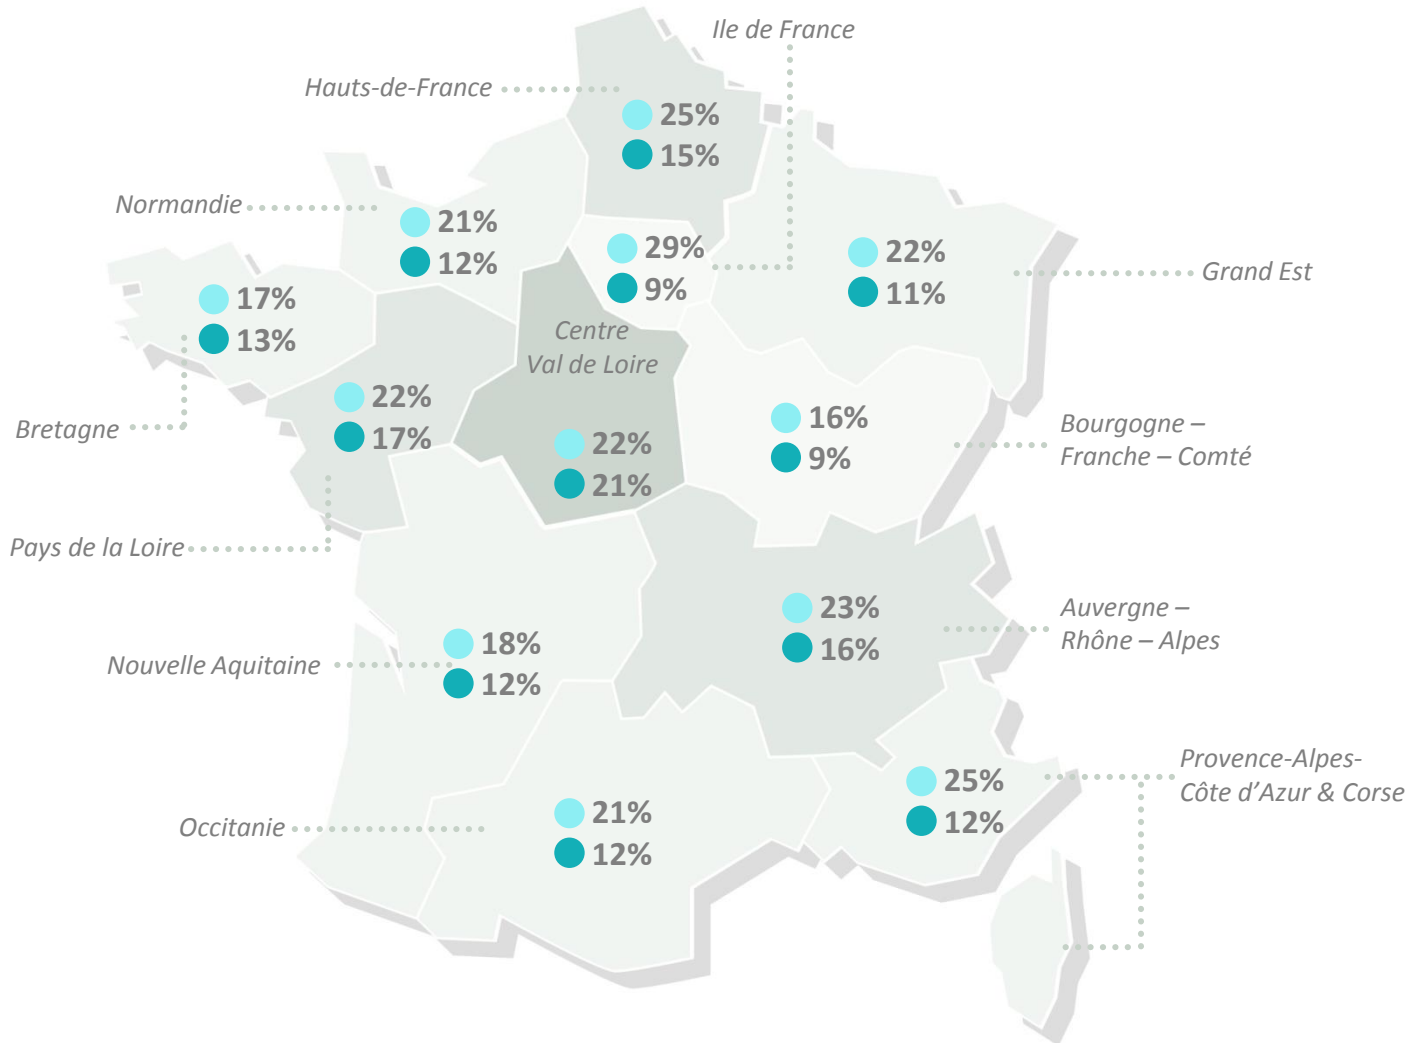 Ile de France
Hauts-de-France
25%
15%
Normandie
21%
12%
29%
9%
22%
11%
Grand Est
17%
13%
Bretagne
Centre
Val de Loire
22%
17%
22%
21%
16%
9%
Bourgogne –
Franche – Comté
Pays de la Loire
23%
16%
Auvergne –
Rhône – Alpes
Nouvelle Aquitaine
18%
12%
Provence-Alpes-
Côte d’Azur & Corse
25%
12%
Occitanie
21%
12%